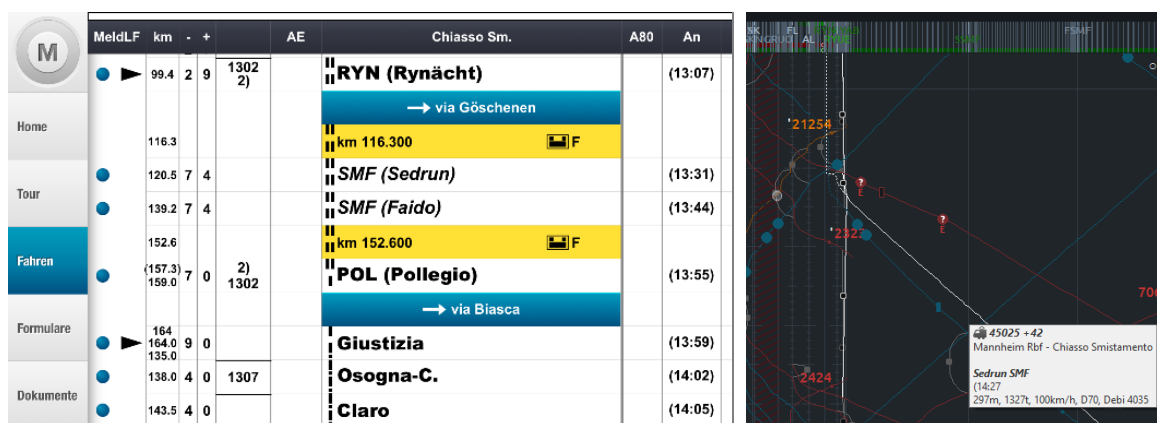 M
Home
Tour
Fahren
Formulare
Dokumente
MeldLF km - + AE Chiasso Sm. A80 An
99.4 2 9 1302 2) RYN (Rynächt) (13:07)
→ via Göschenen
116.3 km 116.300 F
120.5 7 4 SMF (Sedrun) (13:31)
139.2 7 4 SMF (Faido) (13:44)
152.6 km 152.600 F
(157.3) 159.0 7 0 2) 1302 POL (Pollegio) (13:55)
→ via Biasca
164 164.0 135.0 9 0 Giustizia (13:59)
138.0 4 0 1307 Osogna-C. (14:02)
143.5 4 0 Claro (14:05)
FL FSMF
AL
21254
? E
? E
2323
700
2424
45025 +42
Mannheim Rbf - Chiasso Smistamento
Sedrun SMF
(14:27
297m, 1327t, 100km/h, D70, Debi 4035